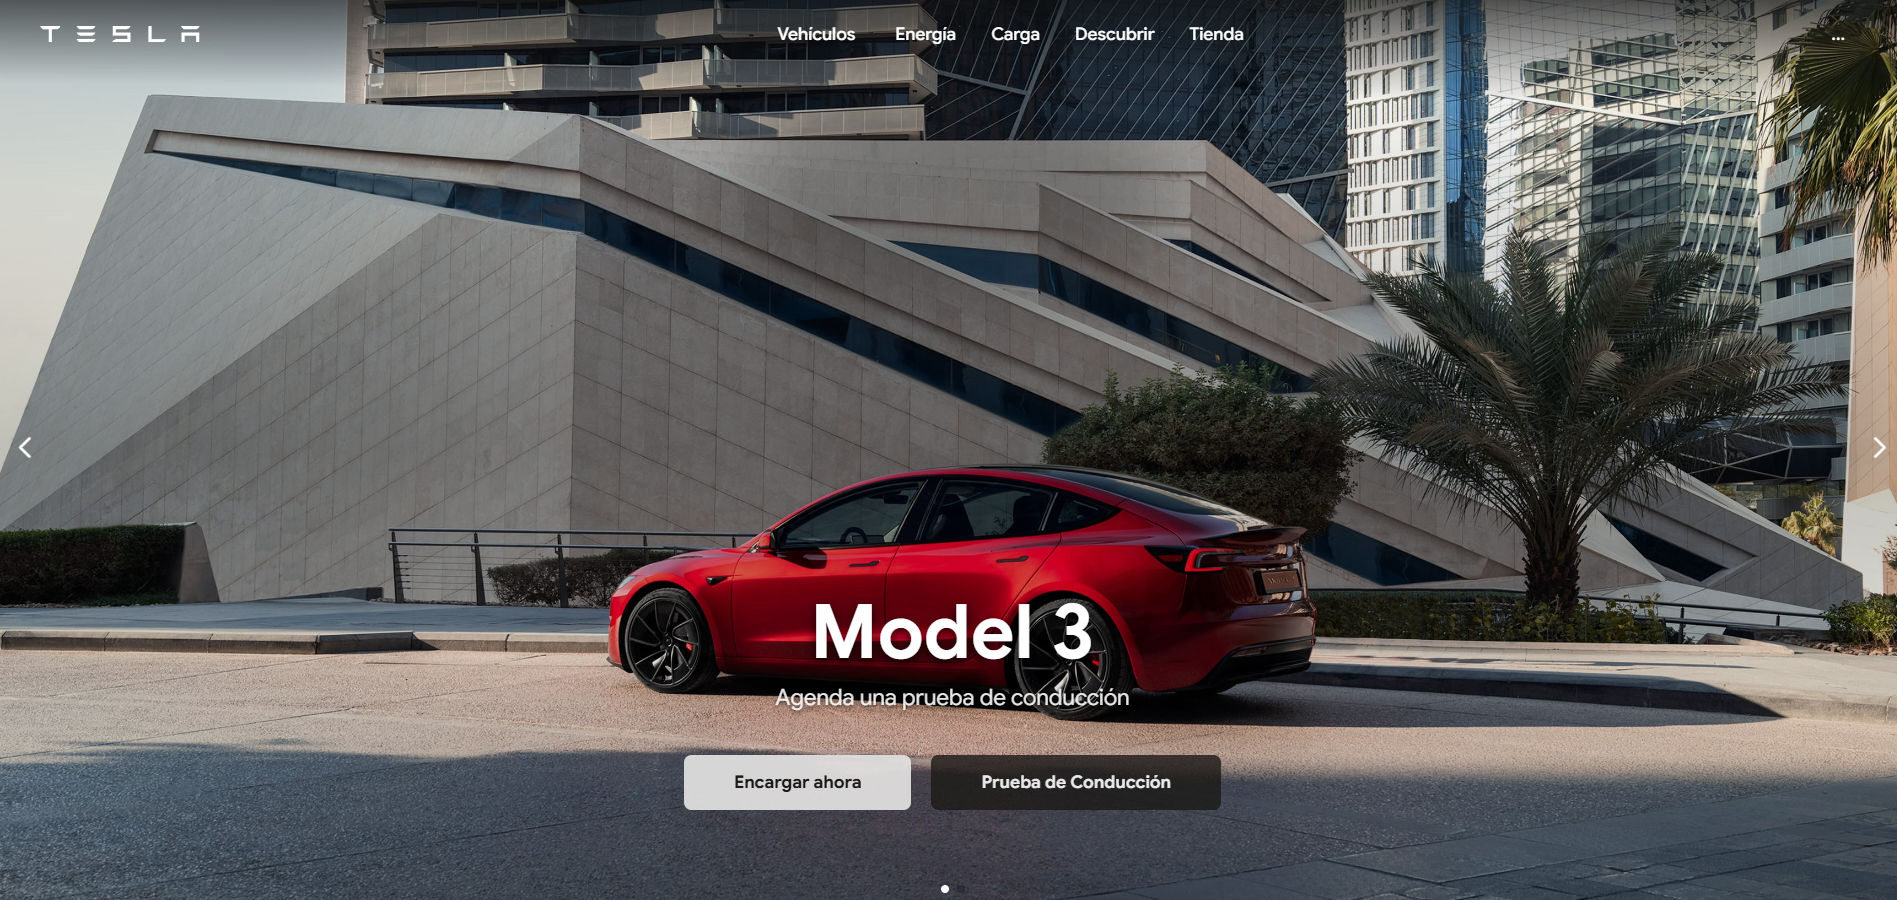 TESLA
Vehículos Energía Carga Descubrir Tienda
Model 3
Agenda una prueba de conducción
Encargar ahora Prueba de Conducción